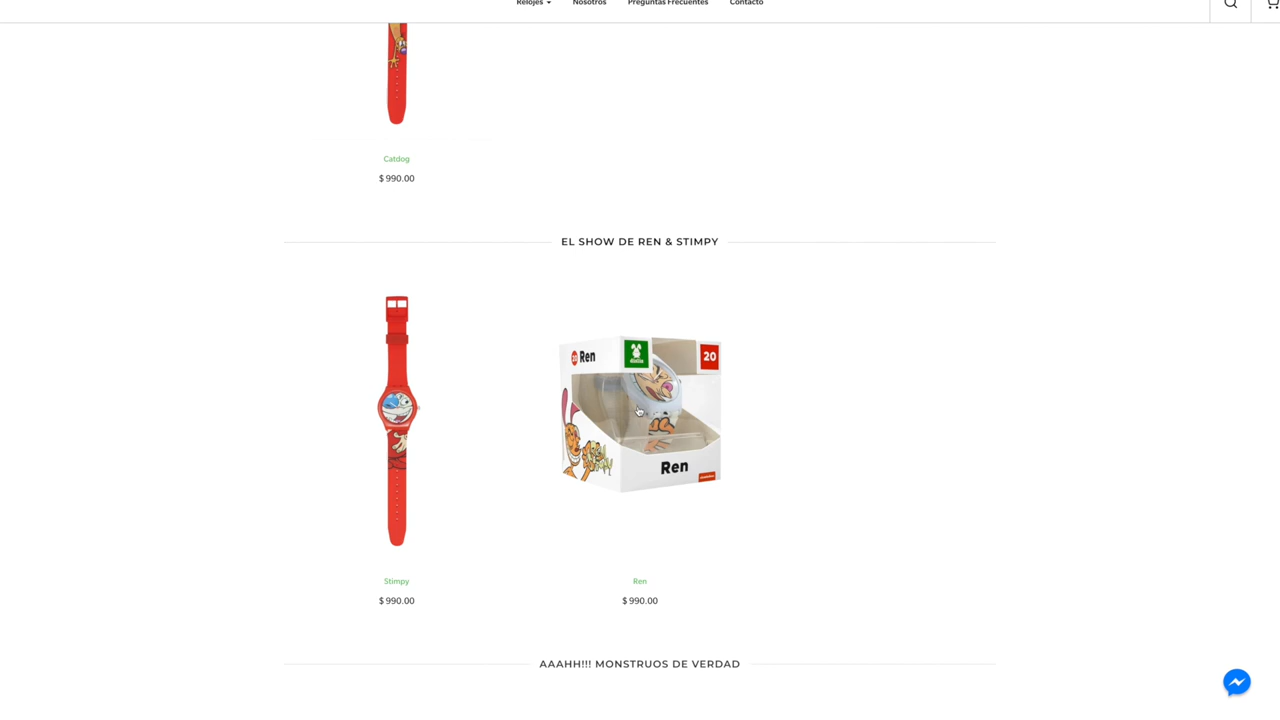 Relojes
Nosotros
Preguntas Frecuentes
Contacto
Catdog
$ 990.00
EL SHOW DE REN & STIMPY
20 Ren
20
Ren
Stimpy
Ren
$ 990.00
$ 990.00
AAAHH!!! MONSTRUOS DE VERDAD